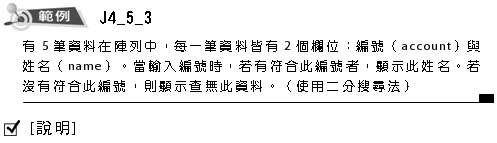 範例 J4_5_3
有 5 筆資料在陣列中，每一筆資料皆有 2 個欄位：編號（account）與
姓名（name）。當輸入編號時，若有符合此編號者，顯示此姓名。若
沒有符合此編號，則顯示查無此資料。（使用二分搜尋法）
[說明]